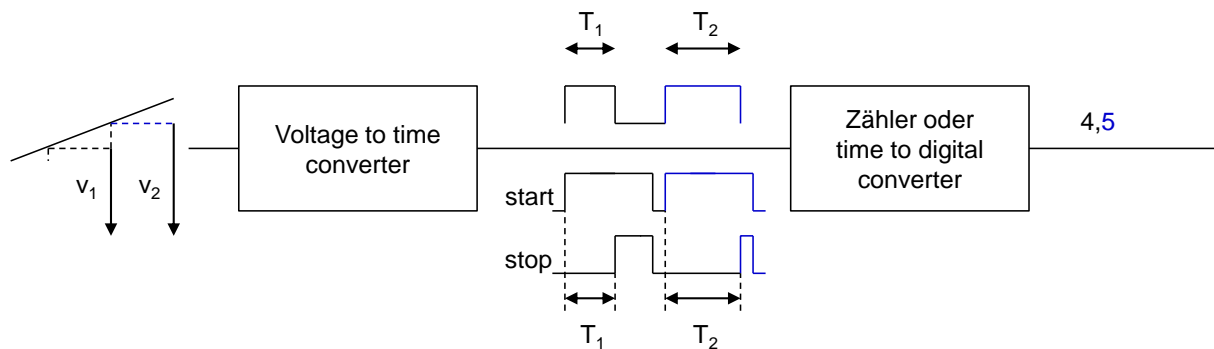 T1 T2
v1 v2
Voltage to time
converter
Zähler oder
time to digital
converter
4,5
start
stop
T1 T2